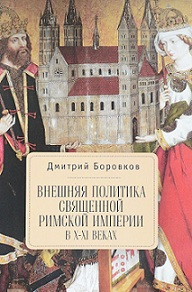 Дмитрий Боровков
ВНЕШНЯЯ ПОЛИТИКА
СВЯЩЕННОЙ
РИМСКОЙ ИМПЕРИИ
В X–XI ВЕКАХ